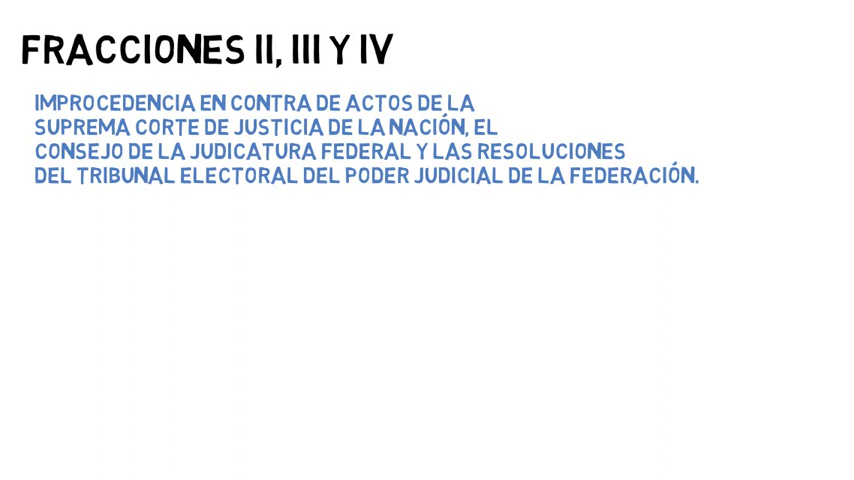 FRACCIONES II, III Y IV
IMPROCEDENCIA EN CONTRA DE ACTOS DE LA
SUPREMA CORTE DE JUSTICIA DE LA NACIÓN, EL
CONSEJO DE LA JUDICATURA FEDERAL Y LAS RESOLUCIONES
DEL TRIBUNAL ELECTORAL DEL PODER JUDICIAL DE LA FEDERACIÓN.